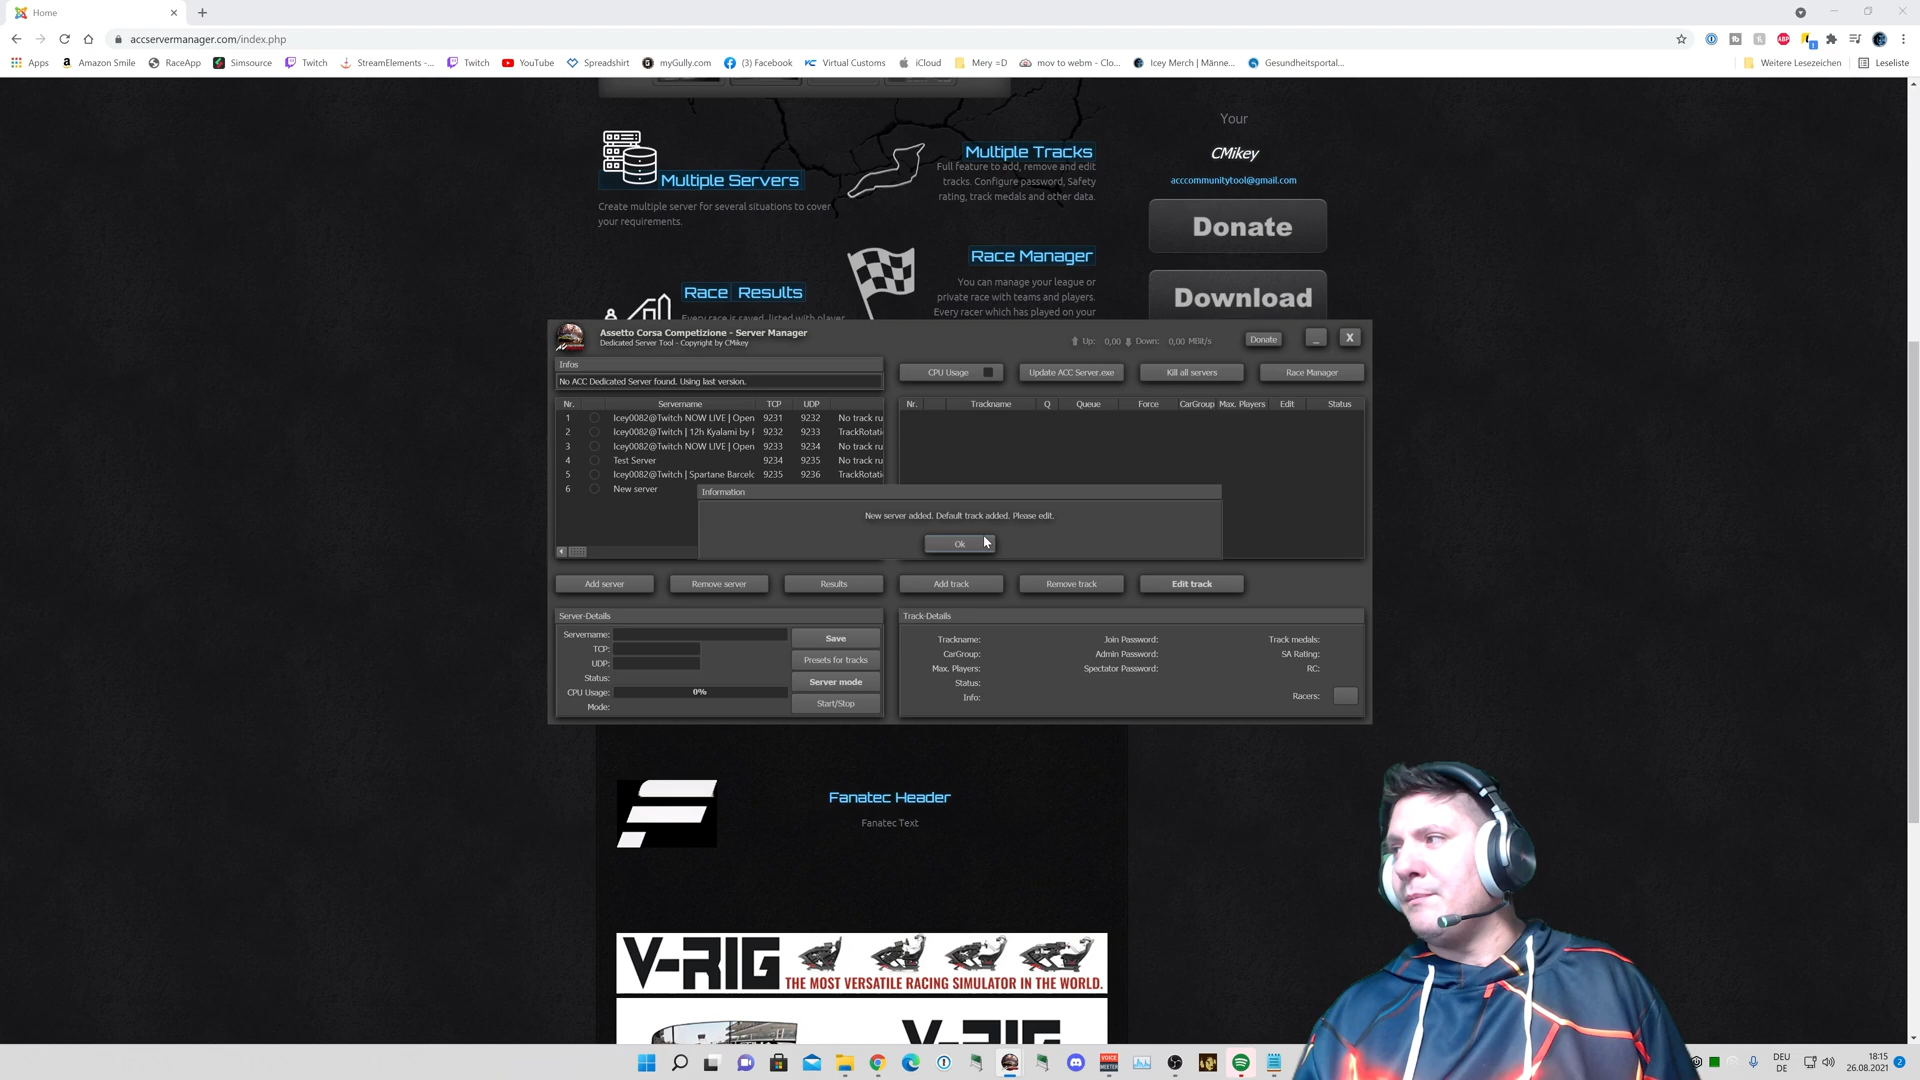 Home
accservermanager.com/index.php
Apps
Amazon Smile
RaceApp
Simsource
Twitch
StreamElements -...
Twitch
YouTube
Spreadshirt
myGully.com
(3) Facebook
Virtual Customs
iCloud
Mery =D
mov to webm - Clo...
Icey Merch | Männe...
Gesundheitsportal...
Weitere Lesezeichen
Leseliste
Multiple Servers
Create multiple server for several situations to cover
your requirements.
Multiple Tracks
Full feature to add, remove and edit
tracks. Configure password, Safety
rating, track medals and other data.
Race Manager
You can manage your league or
private race with teams and players.
Every racer which has played on your
Race Results
Every race is saved, listed with player
Your
CMikey
acccommunitytool@gmail.com
Donate
Download
Assetto Corsa Competizione - Server Manager
Dedicated Server Tool - Copyright by CMikey
Up: 0,00 Down: 0,00 MBit/s
Donate
_
X
Infos
No ACC Dedicated Server found. Using last version.
CPU Usage
Update ACC Server.exe
Kill all servers
Race Manager
Nr. Servername TCP UDP
1 Icey0082@Twitch NOW LIVE | Open 9231 9232 No track ru
2 Icey0082@Twitch | 12h Kyalami by 9232 9233 TrackRotati
3 Icey0082@Twitch NOW LIVE | Open 9233 9234 No track ru
4 Test Server 9234 9235 No track ru
5 Icey0082@Twitch | Spartane Barcelc 9235 9236 TrackRotati
6 New server
Nr. Trackname Q Queue Force CarGroup Max. Players Edit Status
Information
New server added. Default track added. Please edit.
Ok
Add server
Remove server
Results
Add track
Remove track
Edit track
Server-Details
Servername:
TCP:
UDP:
Status:
CPU Usage: 0%
Mode:
Save
Presets for tracks
Server mode
Start/Stop
Track-Details
Trackname:
CarGroup:
Max. Players:
Status:
Info:
Join Password:
Admin Password:
Spectator Password:
Track medals:
SA Rating:
RC:
Racers:
Fanatec Header
Fanatec Text
V-RIG
THE MOST VERSATILE RACING SIMULATOR IN THE WORLD.
VOICE
MEETER
DEU
DE
18:15
26.08.2021
2